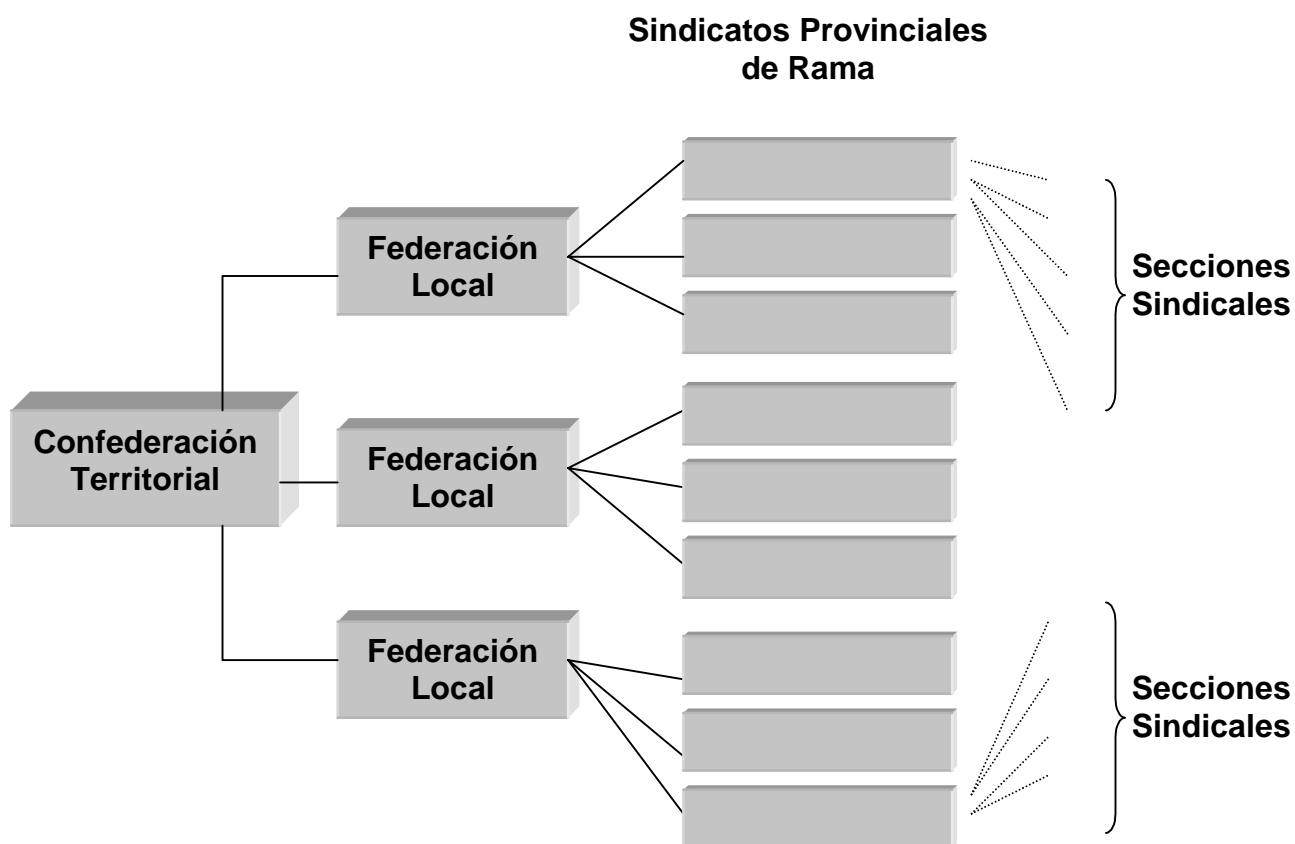 Sindicatos Provinciales
de Rama
Federación
Local
Secciones
Sindicales
Confederación
Territorial
Federación
Local
Federación
Local
Secciones
Sindicales